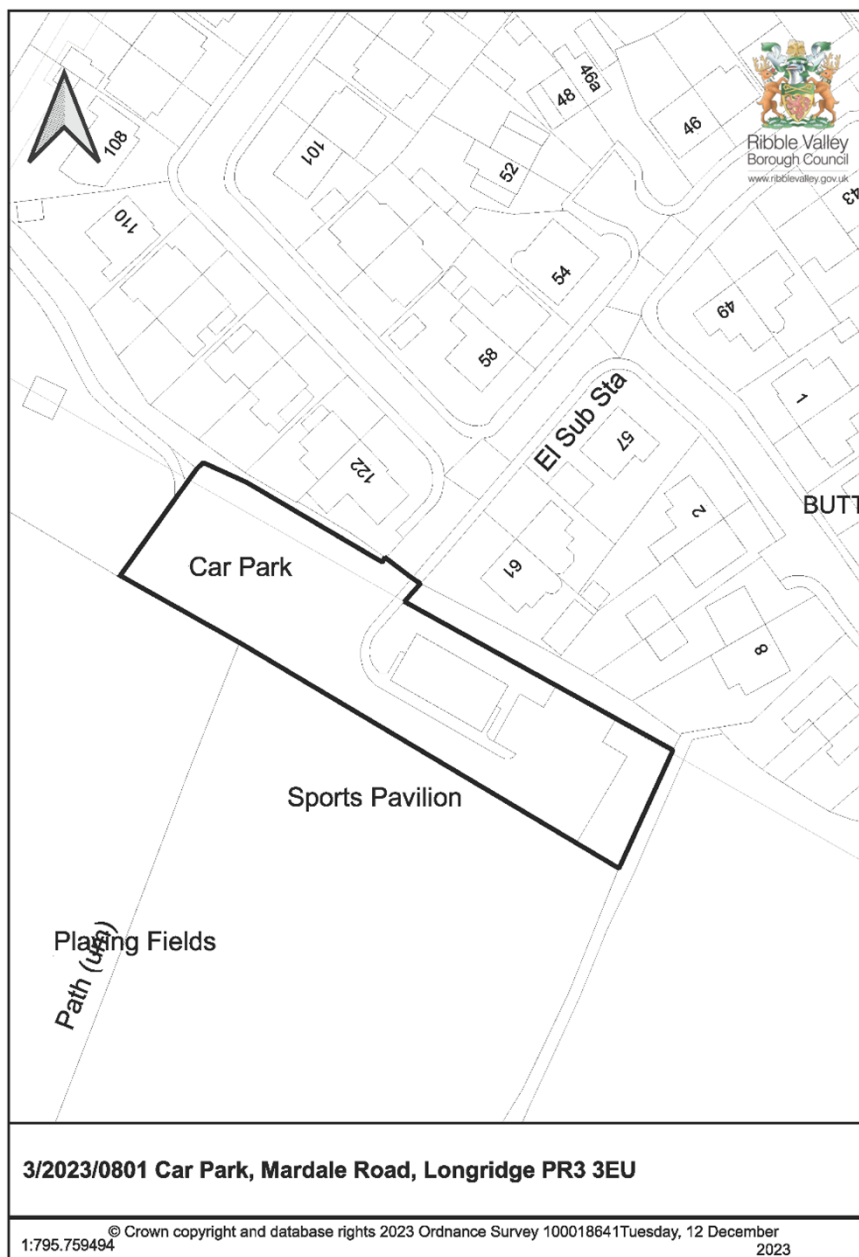 Ribble Valley
Borough Council
www.ribblevalley.gov.uk
46a
48
46
108
101
52
43
110
54
49
58
El Sub Sta
57
1
122
2
BUTT
61
Car Park
8
Sports Pavilion
Playing Fields
Path (um)
3/2023/0801 Car Park, Mardale Road, Longridge PR3 3EU
© Crown copyright and database rights 2023 Ordnance Survey 100018641Tuesday, 12 December
2023
1:795.759494